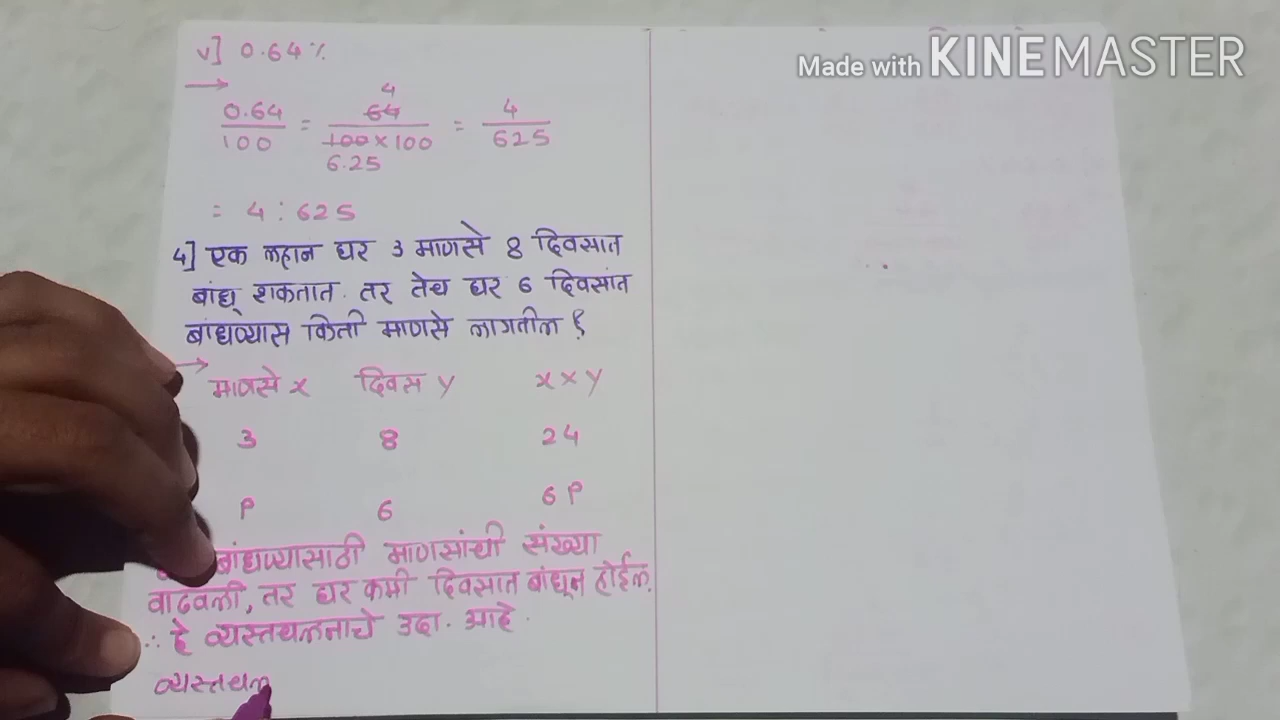 Made with KINEMASTER
v] 0.64%
0.64/100 = 64/100×100 = 4/625
4
6.25
= 4:625
4] एक लहान घर 3 माणसे 8 दिवसात
बांधू शकतात. तर तेच घर 6 दिवसांत
बांधण्यास किती माणसे लागतील ?
माणसे x दिवस y x×y
3 8 24
P 6 6P
बांधण्यासाठी माणसांची संख्या
वाढवली, तर घर कमी दिवसात बांधून होईल.
∴ हे व्यस्तचलनाचे उदा. आहे.
व्यस्तचल